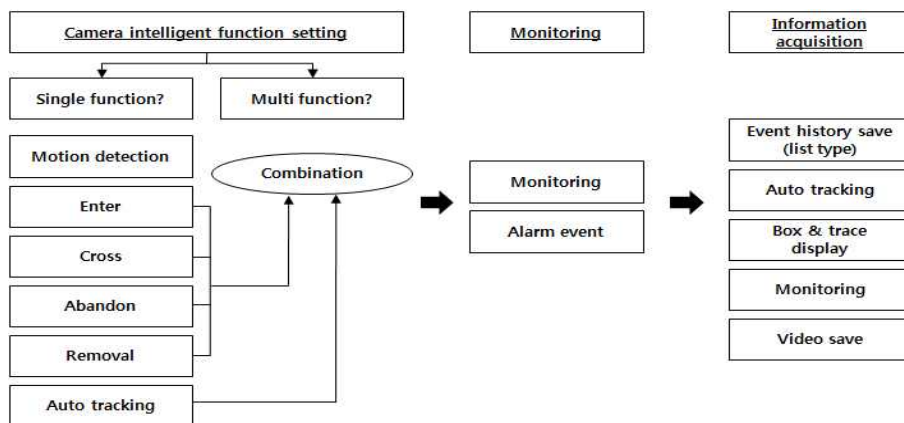 Camera intelligent function setting
Single function?
Multi function?
Motion detection
Enter
Cross
Abandon
Removal
Auto tracking
Combination
Monitoring
Monitoring
Alarm event
Information
acquisition
Event history save
(list type)
Auto tracking
Box & trace
display
Monitoring
Video save